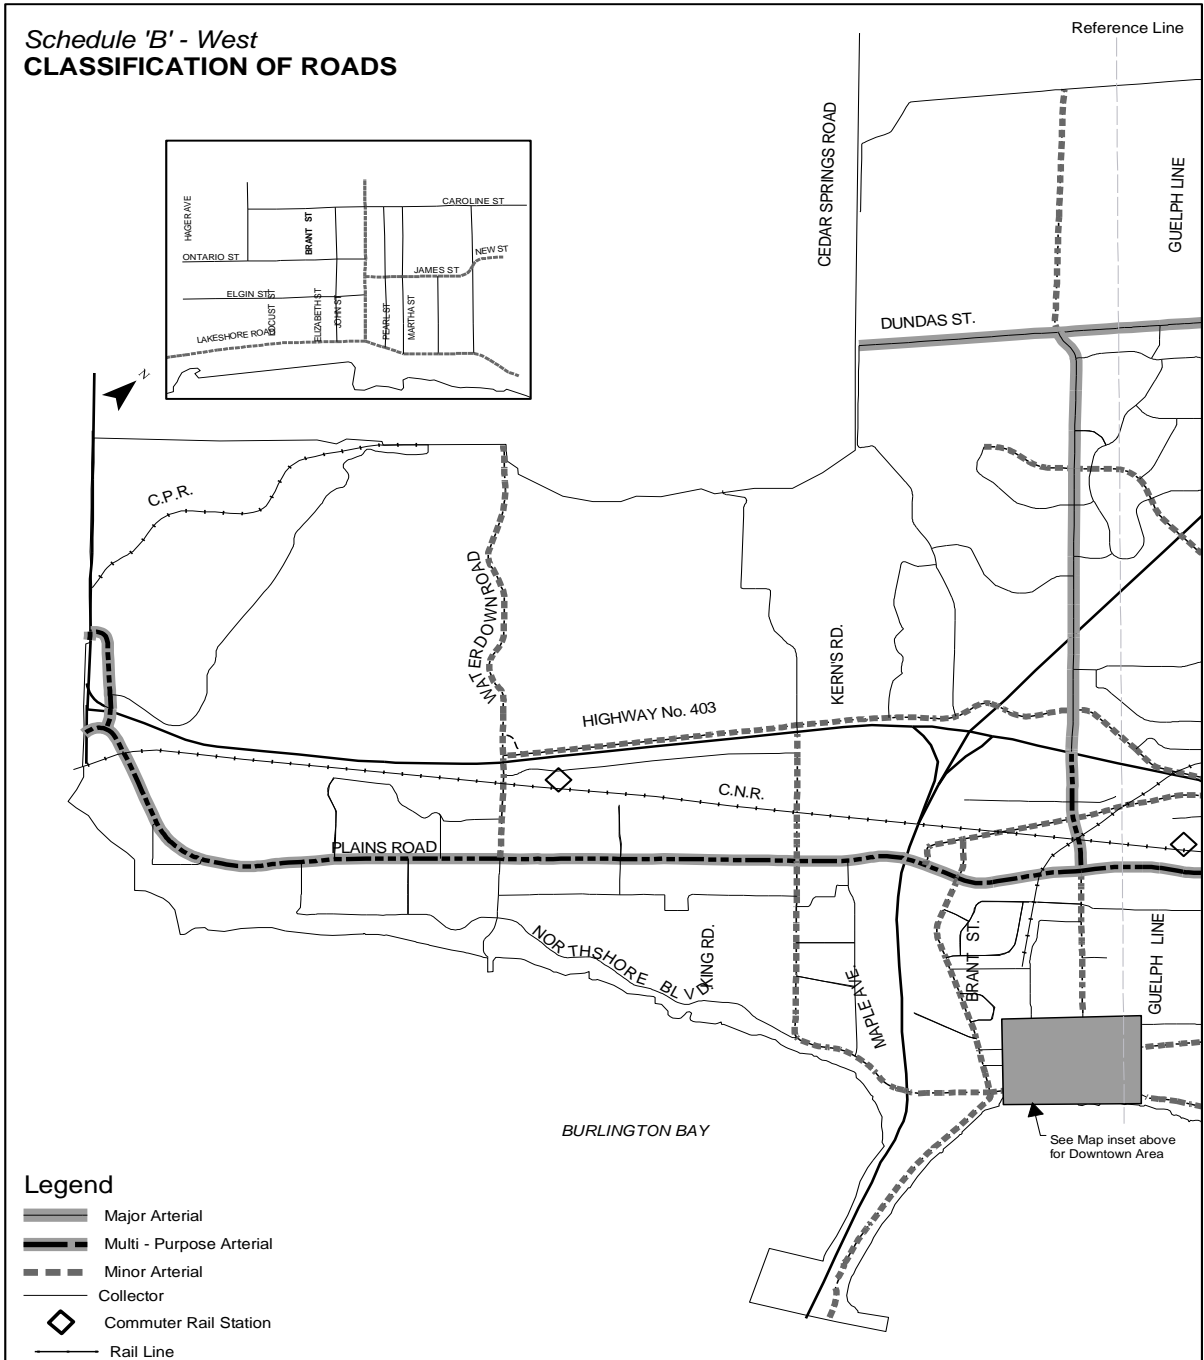 Schedule 'B' - West
CLASSIFICATION OF ROADS
Reference Line
CEDAR SPRINGS ROAD
GUELPH LINE
HAGER AVE
BRANT ST
CAROLINE ST
ONTARIO ST
NEW ST
JAMES ST
ELGIN ST
LOCUST ST
ELIZABETH ST
JOHN ST
PEARL ST
MARTHA ST
LAKESHORE ROAD
N
DUNDAS ST.
C.P.R.
WATERDOWN ROAD
KERN'S RD.
HIGHWAY No. 403
C.N.R.
PLAINS ROAD
NORTHSHORE BLVD.
KING RD.
MAPLE AVE.
BRANT ST.
GUELPH LINE
BURLINGTON BAY
See Map inset above
for Downtown Area
Legend
Major Arterial
Multi - Purpose Arterial
Minor Arterial
Collector
Commuter Rail Station
Rail Line